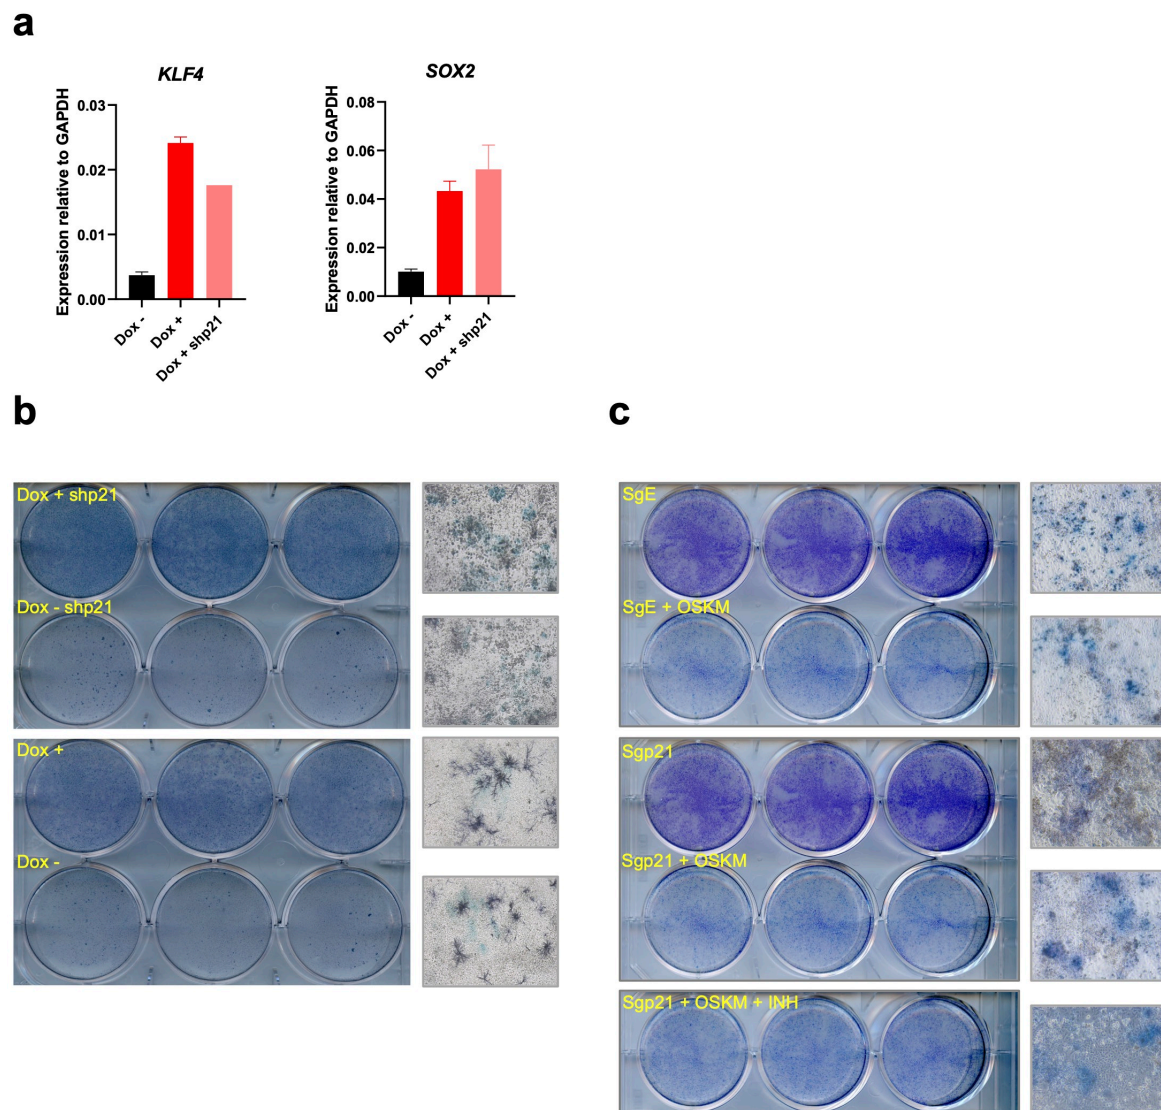 a
KLF4
Expression relative to GAPDH
0.03
0.02
0.01
0.00
Dox -
Dox +
Dox + shp21
SOX2
Expression relative to GAPDH
0.08
0.06
0.04
0.02
0.00
Dox -
Dox +
Dox + shp21
b
Dox + shp21
Dox - shp21
Dox +
Dox -
c
SgE
SgE + OSKM
Sgp21
Sgp21 + OSKM
Sgp21 + OSKM + INH